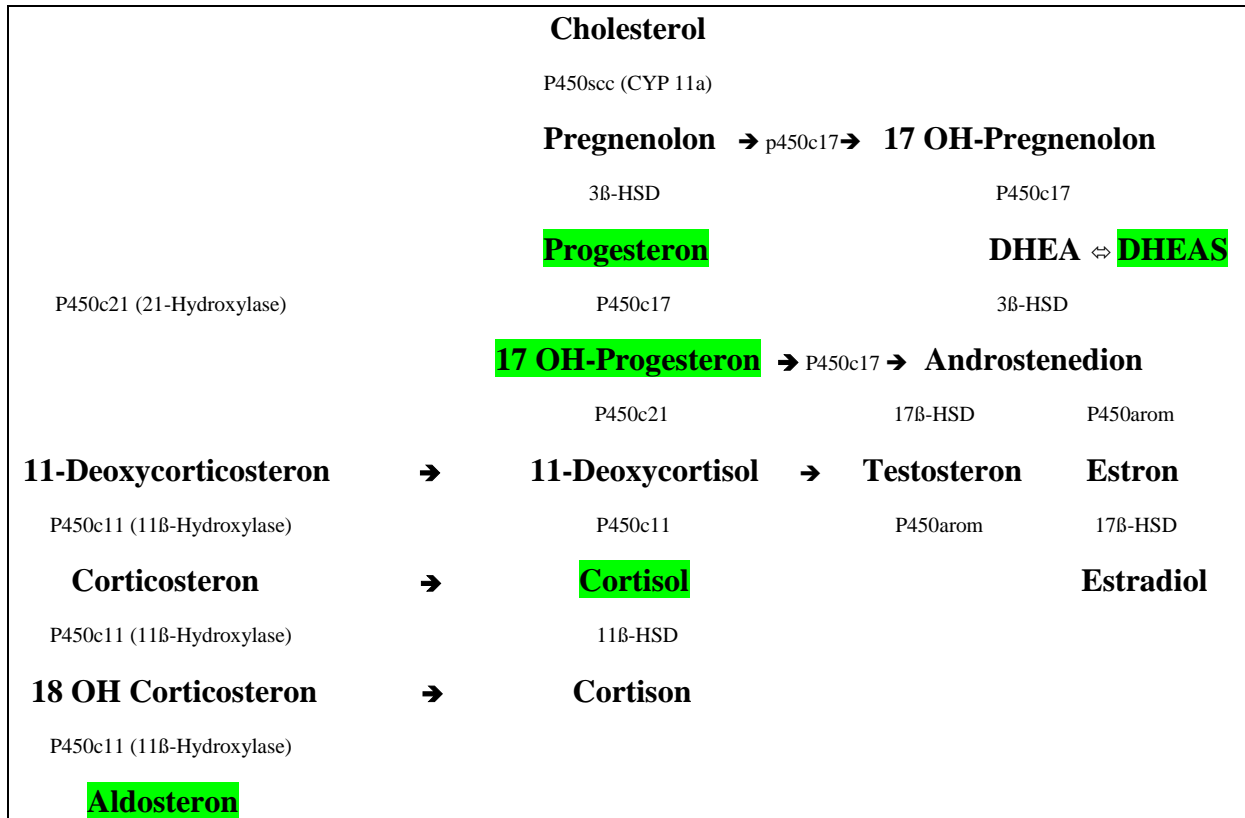 Cholesterol
P450scc (CYP 11a)
Pregnenolon ➔ p450c17➔ 17 OH-Pregnenolon
3ß-HSD P450c17
Progesteron DHEA ⇔ DHEAS
P450c21 (21-Hydroxylase) P450c17 3ß-HSD
17 OH-Progesteron ➔ P450c17 ➔ Androstenedion
P450c21 17ß-HSD P450arom
11-Deoxycorticosteron ➔ 11-Deoxycortisol ➔ Testosteron Estron
P450c11 (11ß-Hydroxylase) P450c11 P450arom 17ß-HSD
Corticosteron ➔ Cortisol Estradiol
P450c11 (11ß-Hydroxylase) 11ß-HSD
18 OH Corticosteron ➔ Cortison
P450c11 (11ß-Hydroxylase)
Aldosteron